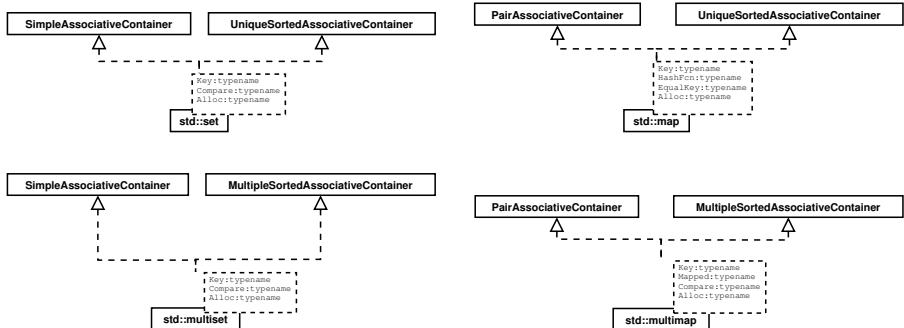 SimpleAssociativeContainer
UniqueSortedAssociativeContainer
Key:typename
Compare:typename
Alloc:typename
std::set
PairAssociativeContainer
UniqueSortedAssociativeContainer
Key:typename
HashFcn:typename
EqualKey:typename
Alloc:typename
std::map
SimpleAssociativeContainer
MultipleSortedAssociativeContainer
Key:typename
Compare:typename
Alloc:typename
std::multiset
PairAssociativeContainer
MultipleSortedAssociativeContainer
Key:typename
Mapped:typename
Compare:typename
Alloc:typename
std::multimap